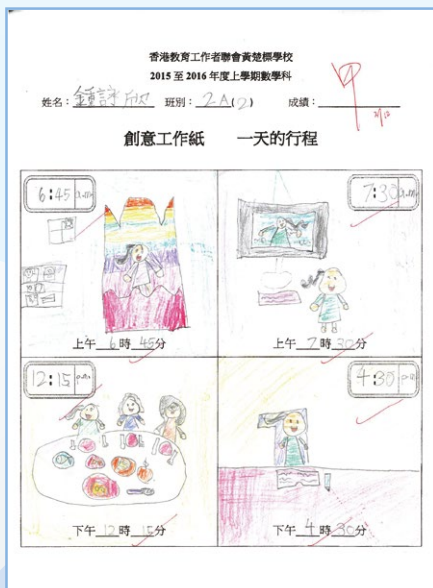 香港教育工作者聯會黃楚標學校
2015 至 2016 年度上學期數學科
姓名：鍾詠欣 班別：2A(2) 成績：甲
創意工作紙 一天的行程
6:45 a.m. 7:30 a.m.
上午 6 時 45 分 上午 7 時 30 分
12:15 p.m. 4:30 p.m.
下午 12 時 15 分 下午 4 時 30 分